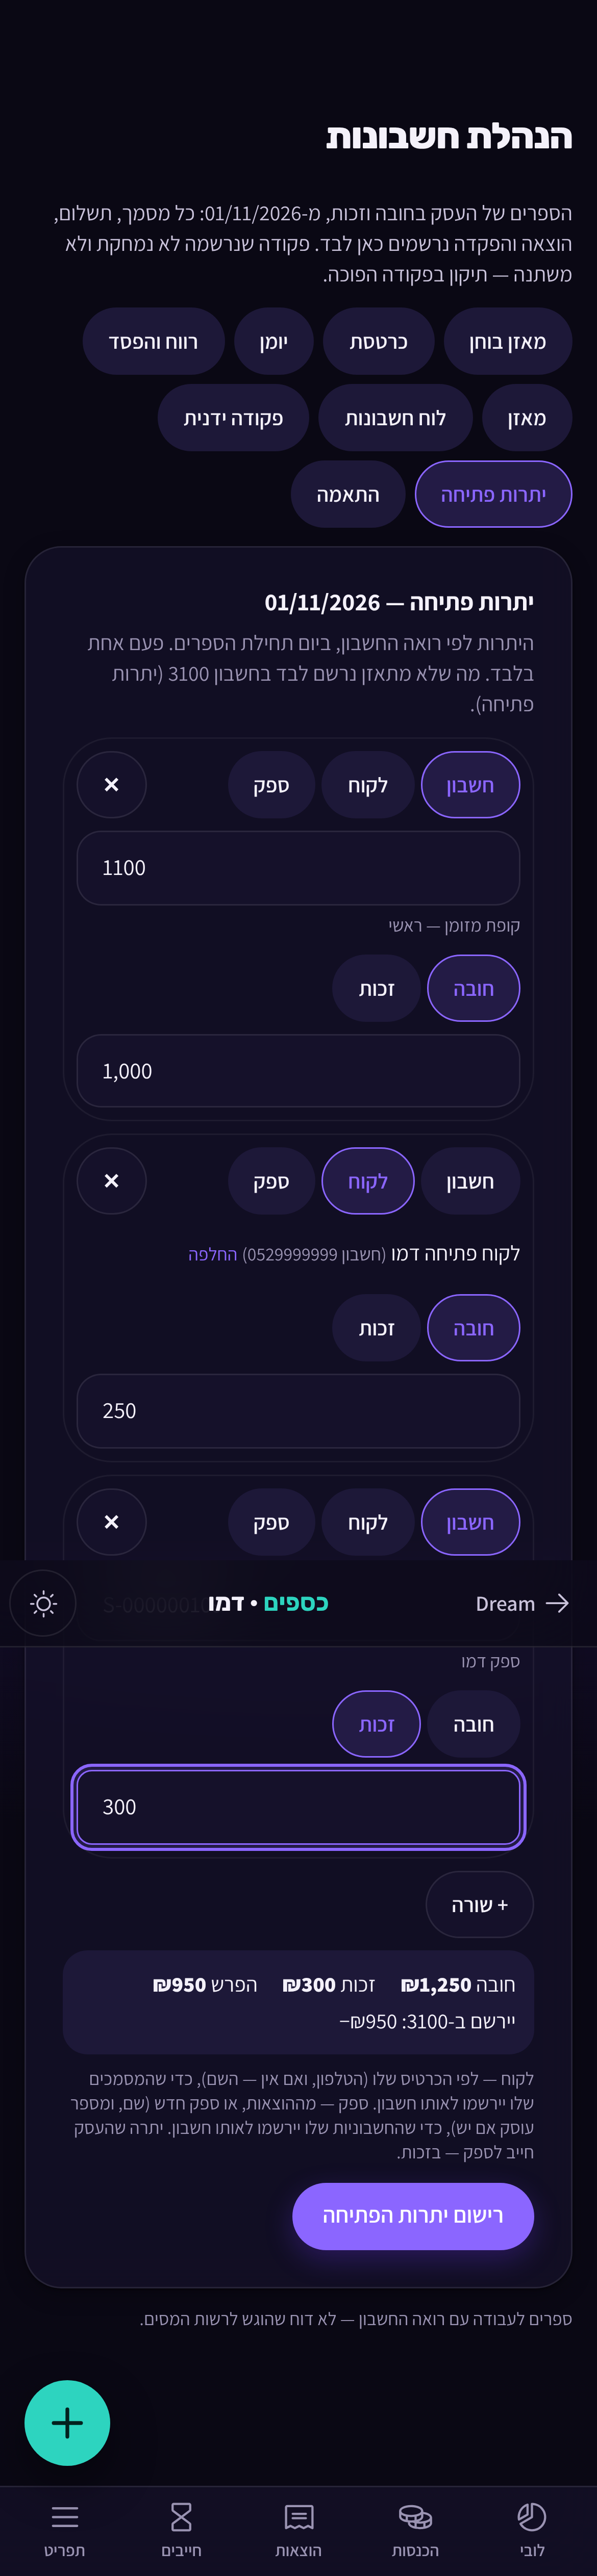 הנהלת חשבונות
הספרים של העסק בחובה וזכות, מ-01/11/2026: כל מסמך, תשלום,
הוצאה והפקדה נרשמים כאן לבד. פקודה שנרשמה לא נמחקת ולא
משתנה — תיקון בפקודה הפוכה.
מאזן בוחן כרטסת יומן רווח והפסד
מאזן לוח חשבונות פקודה ידנית
יתרות פתיחה התאמה
יתרות פתיחה — 01/11/2026
היתרות לפי רואה החשבון, ביום תחילת הספרים. פעם אחת
בלבד. מה שלא מתאזן נרשם לבד בחשבון 3100 (יתרות
פתיחה).
חשבון לקוח ספק ✕
1100
קופת מזומן — ראשי
חובה זכות
1,000
חשבון לקוח ספק ✕
לקוח פתיחה דמו (חשבון 0529999999) החלפה
חובה זכות
250
חשבון לקוח ספק ✕
→ Dream כספים • דמו
ספק דמו
חובה זכות
300
+ שורה
חובה ₪1,250 זכות ₪300 הפרש ₪950
יירשם ב-3100: ₪950−
לקוח — לפי הכרטיס שלו (הטלפון, ואם אין — השם), כדי שהמסמכים
שלו יירשמו לאותו חשבון. ספק — מההוצאות, או ספק חדש (שם, ומספר
עוסק אם יש), כדי שהחשבוניות שלו יירשמו לאותו חשבון. יתרה שהעסק
חייב לספק — בזכות.
רישום יתרות הפתיחה
ספרים לעבודה עם רואה החשבון — לא דוח שהוגש לרשות המסים.
לובי הכנסות הוצאות חייבים תפריט